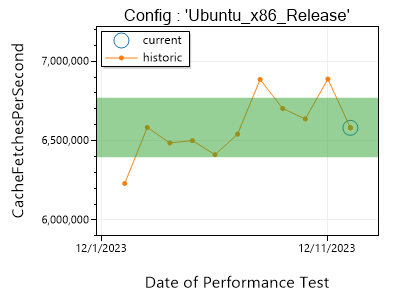 Config : 'Ubuntu_x86_Release'
current
historic
CacheFetchesPerSecond
7,000,000
6,500,000
6,000,000
12/1/2023
12/11/2023
Date of Performance Test